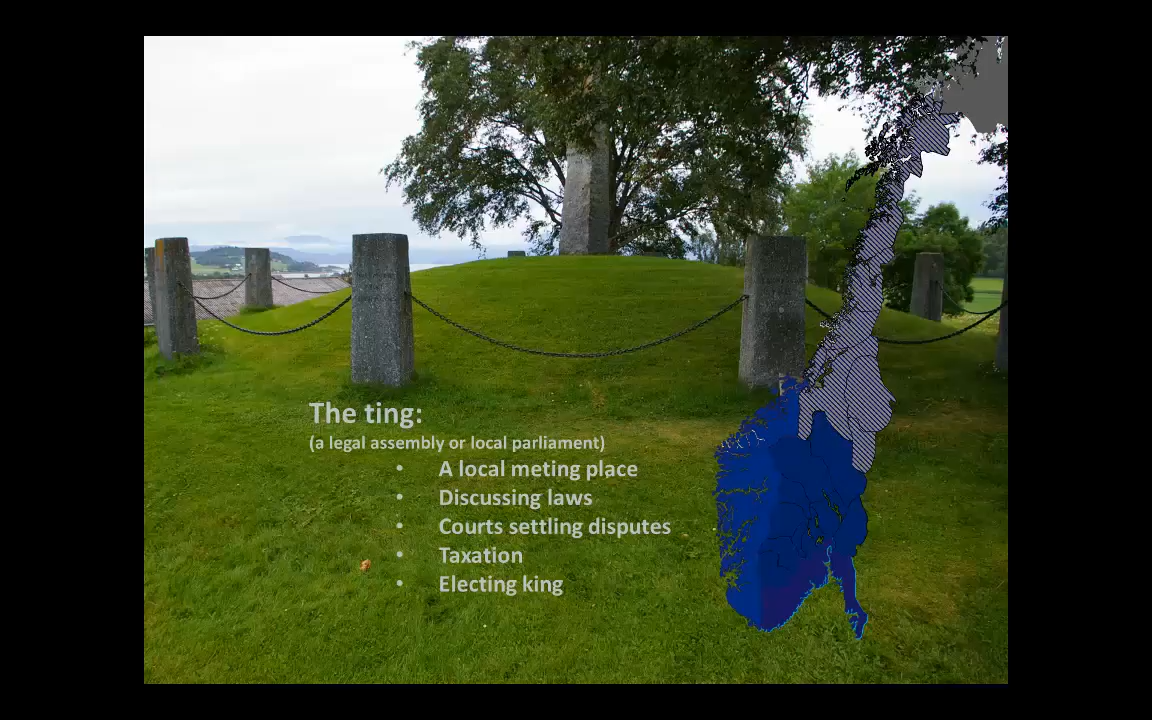 The ting:
(a legal assembly or local parliament)
• A local meting place
• Discussing laws
• Courts settling disputes
• Taxation
• Electing king